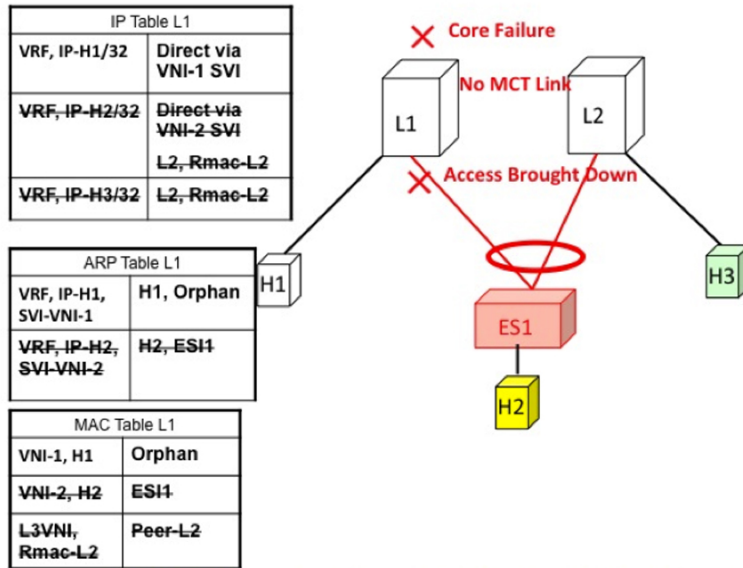 IP Table L1
VRF, IP-H1/32 Direct via
VNI-1 SVI
VRF, IP-H2/32 Direct via
VNI-2 SVI
L2, Rmac-L2
VRF, IP-H3/32 L2, Rmac-L2
ARP Table L1
VRF, IP-H1, H1, Orphan
SVI-VNI-1
VRF, IP-H2, H2, ESI1
SVI-VNI-2
MAC Table L1
VNI-1, H1 Orphan
VNI-2, H2 ESI1
L3VNI, Peer-L2
Rmac-L2
Core Failure
No MCT Link
L1
L2
Access Brought Down
H1
H3
ES1
H2